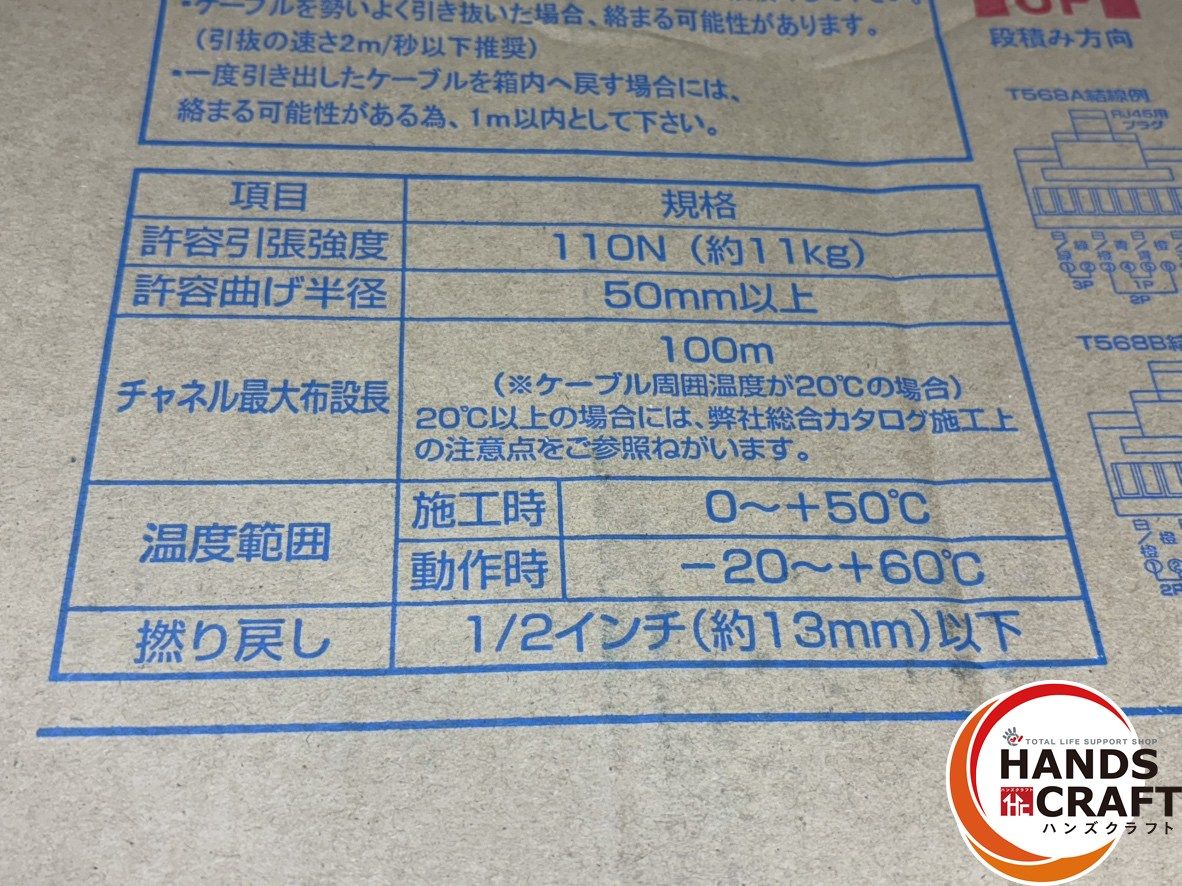 •ケーブルを勢いよく引き抜いた場合、絡まる可能性があります。
(引抜の速さ2m/秒以下推奨)
•一度引き出したケーブルを箱内へ戻す場合には、
絡まる可能性がある為、1m以内として下さい。
UP
段積み方向
T568A結線例
RJ45用
プラグ
3P
1P
2P
T568B結
項目 規格
許容引張強度 110N (約11kg)
許容曲げ半径 50mm以上
チャネル最大布設長 100m
(※ケーブル周囲温度が20℃の場合)
20℃以上の場合には、弊社総合カタログ施工上
の注意点をご参照ねがいます。
温度範囲
施工時 0〜+50℃
動作時 −20〜+60℃
撚り戻し 1/2インチ(約13mm)以下
TOTAL LIFE SUPPORT SHOP
HANDS
ハンズクラフト
CRAFT
ハンズクラフト